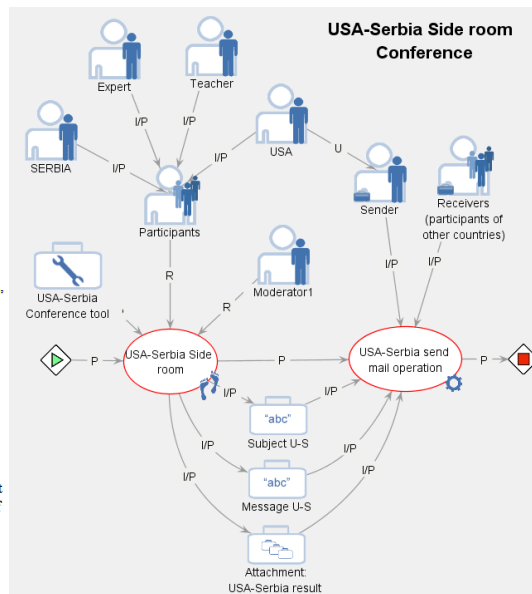 USA-Serbia Side room
Conference
Expert
Teacher
I/P
I/P
SERBIA
I/P
I/P
USA
U
Participants
Sender
Receivers
(participants of
other countries)
R
I/P
I/P
USA-Serbia
Conference tool
Moderator1
R
P
USA-Serbia Side
room
P
USA-Serbia send
mail operation
P
I/P
"abc"
I/P
Subject U-S
I/P
"abc"
I/P
Message U-S
I/P
I/P
Attachment:
USA-Serbia result